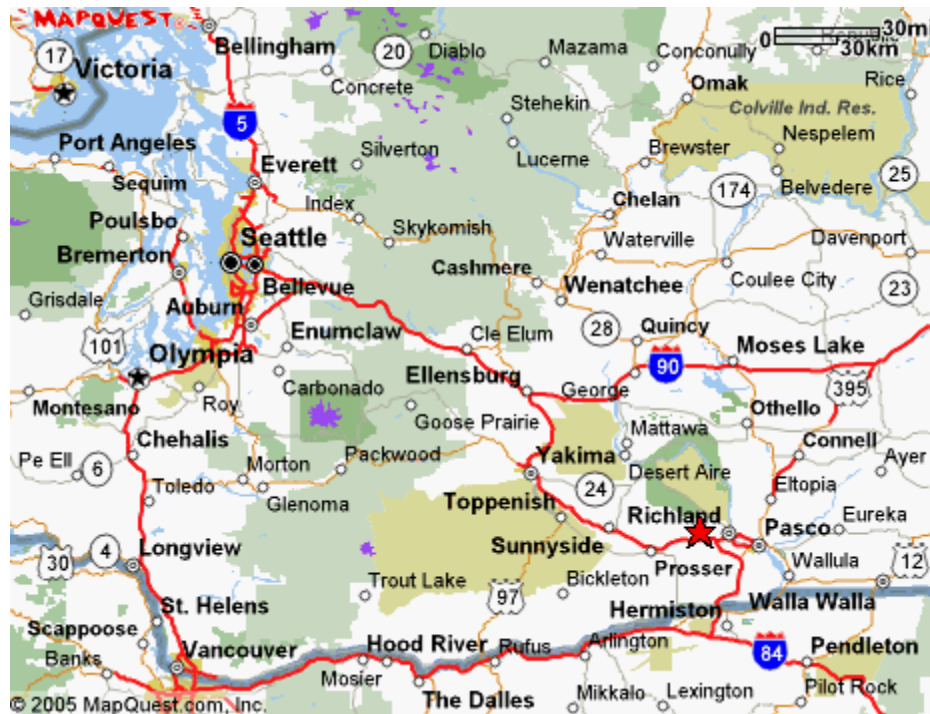 MAPQUEST
30mi
0
30km
17
Victoria
Bellingham
20
Diablo
Mazama
Conconully
Republic
Rice
Concrete
Omak
Colville Ind. Res.
Stehekin
5
Port Angeles
Everett
Silverton
Lucerne
Brewster
Nespelem
Sequim
174
Belvedere
25
Poulsbo
Index
Skykomish
Chelan
Seattle
Waterville
Davenport
Bremerton
Cashmere
Bellevue
Wenatchee
Coulee City
23
Grisdale
Auburn
Enumclaw
Cle Elum
28
Quincy
101
Olympia
90
Moses Lake
Carbonado
Ellensburg
George
395
Montesano
Roy
Goose Prairie
Othello
Mattawa
Chehalis
Connell
Pe Ell
6
Morton
Packwood
Yakima
Desert Aire
Ayer
Toledo
Glenoma
24
Eltopia
Toppenish
Richland
Pasco
Eureka
4
Longview
Sunnyside
30
Prosser
Wallula
12
Trout Lake
97
Bickleton
Walla Walla
St. Helens
Hermiston
Scappoose
Vancouver
Hood River
Rufus
Arlington
84
Pendleton
Banks
Mosier
The Dalles
Mikkalo
Lexington
Pilot Rock
© 2005 MapQuest.com, Inc.